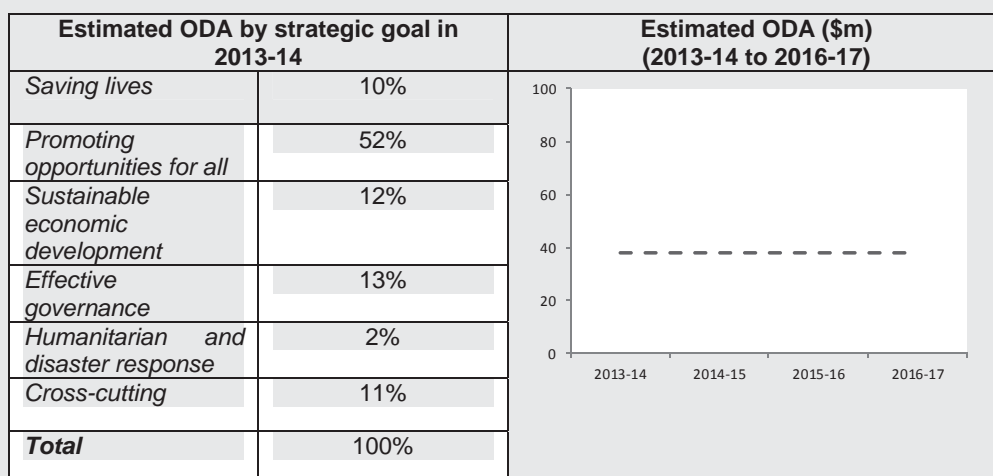 Estimated ODA by strategic goal in
2013-14
Saving lives 10%
Promoting 52%
opportunities for all
Sustainable 12%
economic
development
Effective 13%
governance
Humanitarian and 2%
disaster response
Cross-cutting 11%
Total 100%
Estimated ODA ($m)
(2013-14 to 2016-17)
100
80
60
40
20
0
2013-14 2014-15 2015-16 2016-17